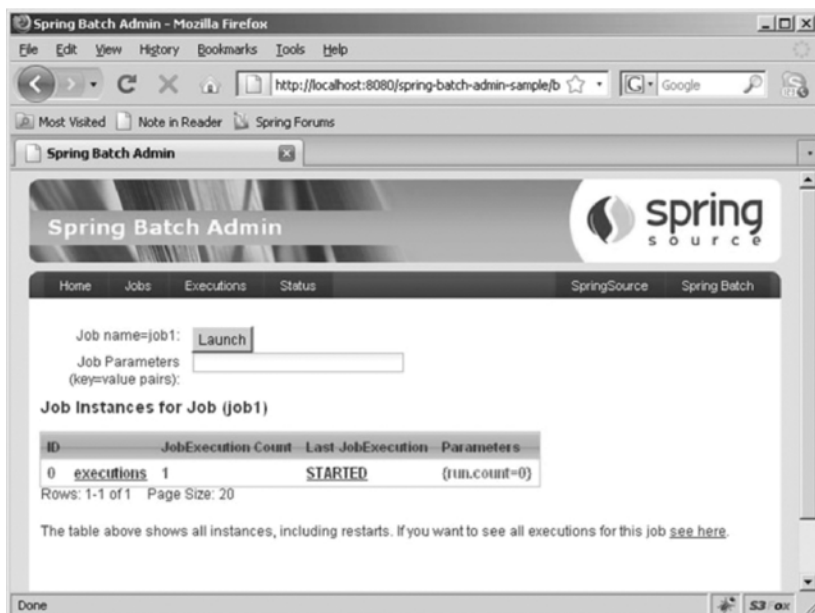 Spring Batch Admin - Mozilla Firefox
File Edit View History Bookmarks Tools Help
http://localhost:8080/spring-batch-admin-sample/b Google
Most Visited Note in Reader Spring Forums
Spring Batch Admin
Spring Batch Admin
spring
source
Home Jobs Executions Status SpringSource Spring Batch
Job name=job1: Launch
Job Parameters
(key=value pairs):
Job Instances for Job (job1)
ID JobExecution Count Last JobExecution Parameters
0 executions 1 STARTED (run.count=0)
Rows: 1-1 of 1 Page Size: 20
The table above shows all instances, including restarts. If you want to see all executions for this job see here.
Done